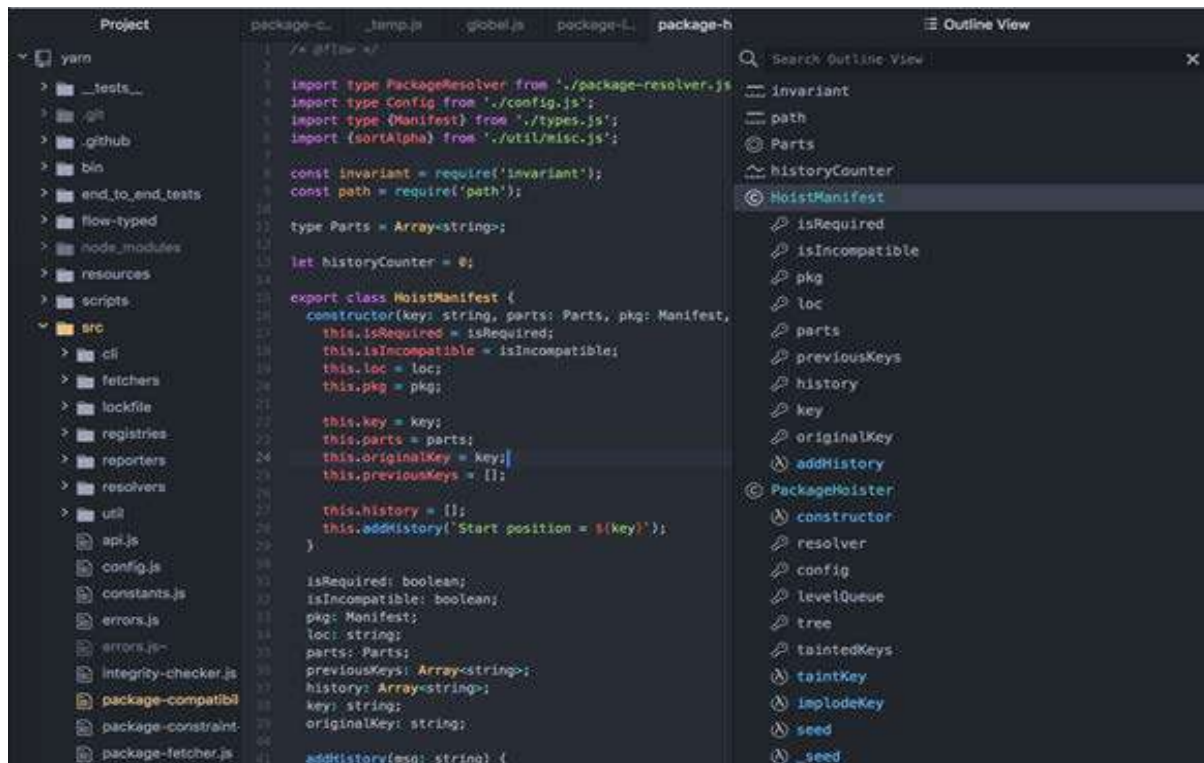 Project
yarn
__tests__
.git
.github
bin
end_to_end_tests
flow-typed
node_modules
resources
scripts
src
cli
fetchers
lockfile
registries
reporters
resolvers
util
api.js
config.js
constants.js
errors.js
errors.js~
integrity-checker.js
package-compatibil
package-constraint-
package-fetcher.js
package-c... _temp.js global.js package-l... package-h
1 /* @flow */
import type PackageResolver from './package-resolver.js
import type Config from './config.js';
import type {Manifest} from './types.js';
import {sortAlpha} from './util/misc.js';
const invariant = require('invariant');
const path = require('path');
type Parts = Array<string>;
let historyCounter = 0;
export class HoistManifest {
constructor(key: string, parts: Parts, pkg: Manifest,
this.isRequired = isRequired;
this.isIncompatible = isIncompatible;
this.loc = loc;
this.pkg = pkg;
this.key = key;
this.parts = parts;
24 this.originalKey = key;
this.previousKeys = [];
this.history = [];
this.addHistory(`Start position = ${key}`);
}
isRequired: boolean;
isIncompatible: boolean;
pkg: Manifest;
loc: string;
parts: Parts;
previousKeys: Array<string>;
history: Array<string>;
key: string;
originalKey: string;
addHistory(msg: string) {
Outline View
Search Outline View
invariant
path
Parts
historyCounter
HoistManifest
isRequired
isIncompatible
pkg
loc
parts
previousKeys
history
key
originalKey
addHistory
PackageHoister
constructor
resolver
config
levelQueue
tree
taintedKeys
taintKey
implodeKey
seed
_seed